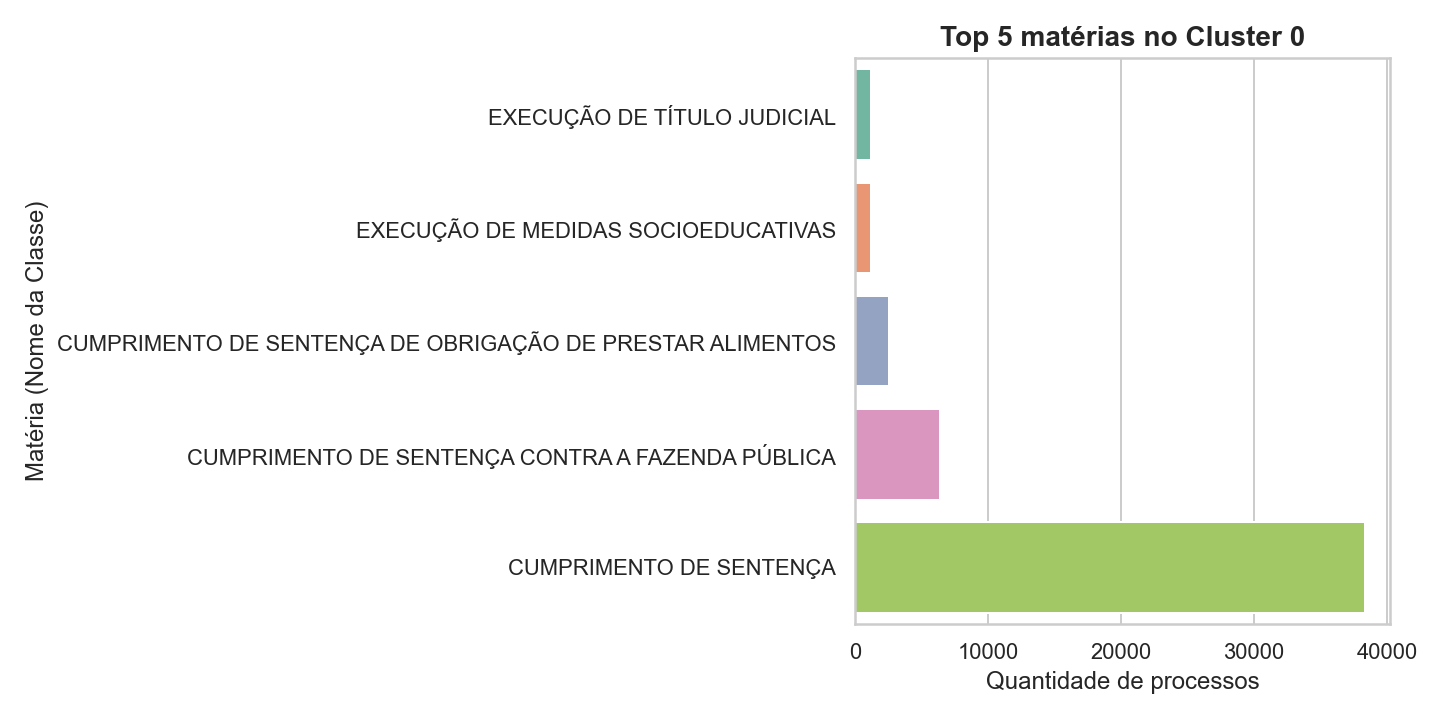 Top 5 matérias no Cluster 0
Matéria (Nome da Classe)
EXECUÇÃO DE TÍTULO JUDICIAL
EXECUÇÃO DE MEDIDAS SOCIOEDUCATIVAS
CUMPRIMENTO DE SENTENÇA DE OBRIGAÇÃO DE PRESTAR ALIMENTOS
CUMPRIMENTO DE SENTENÇA CONTRA A FAZENDA PÚBLICA
CUMPRIMENTO DE SENTENÇA
0 10000 20000 30000 40000
Quantidade de processos